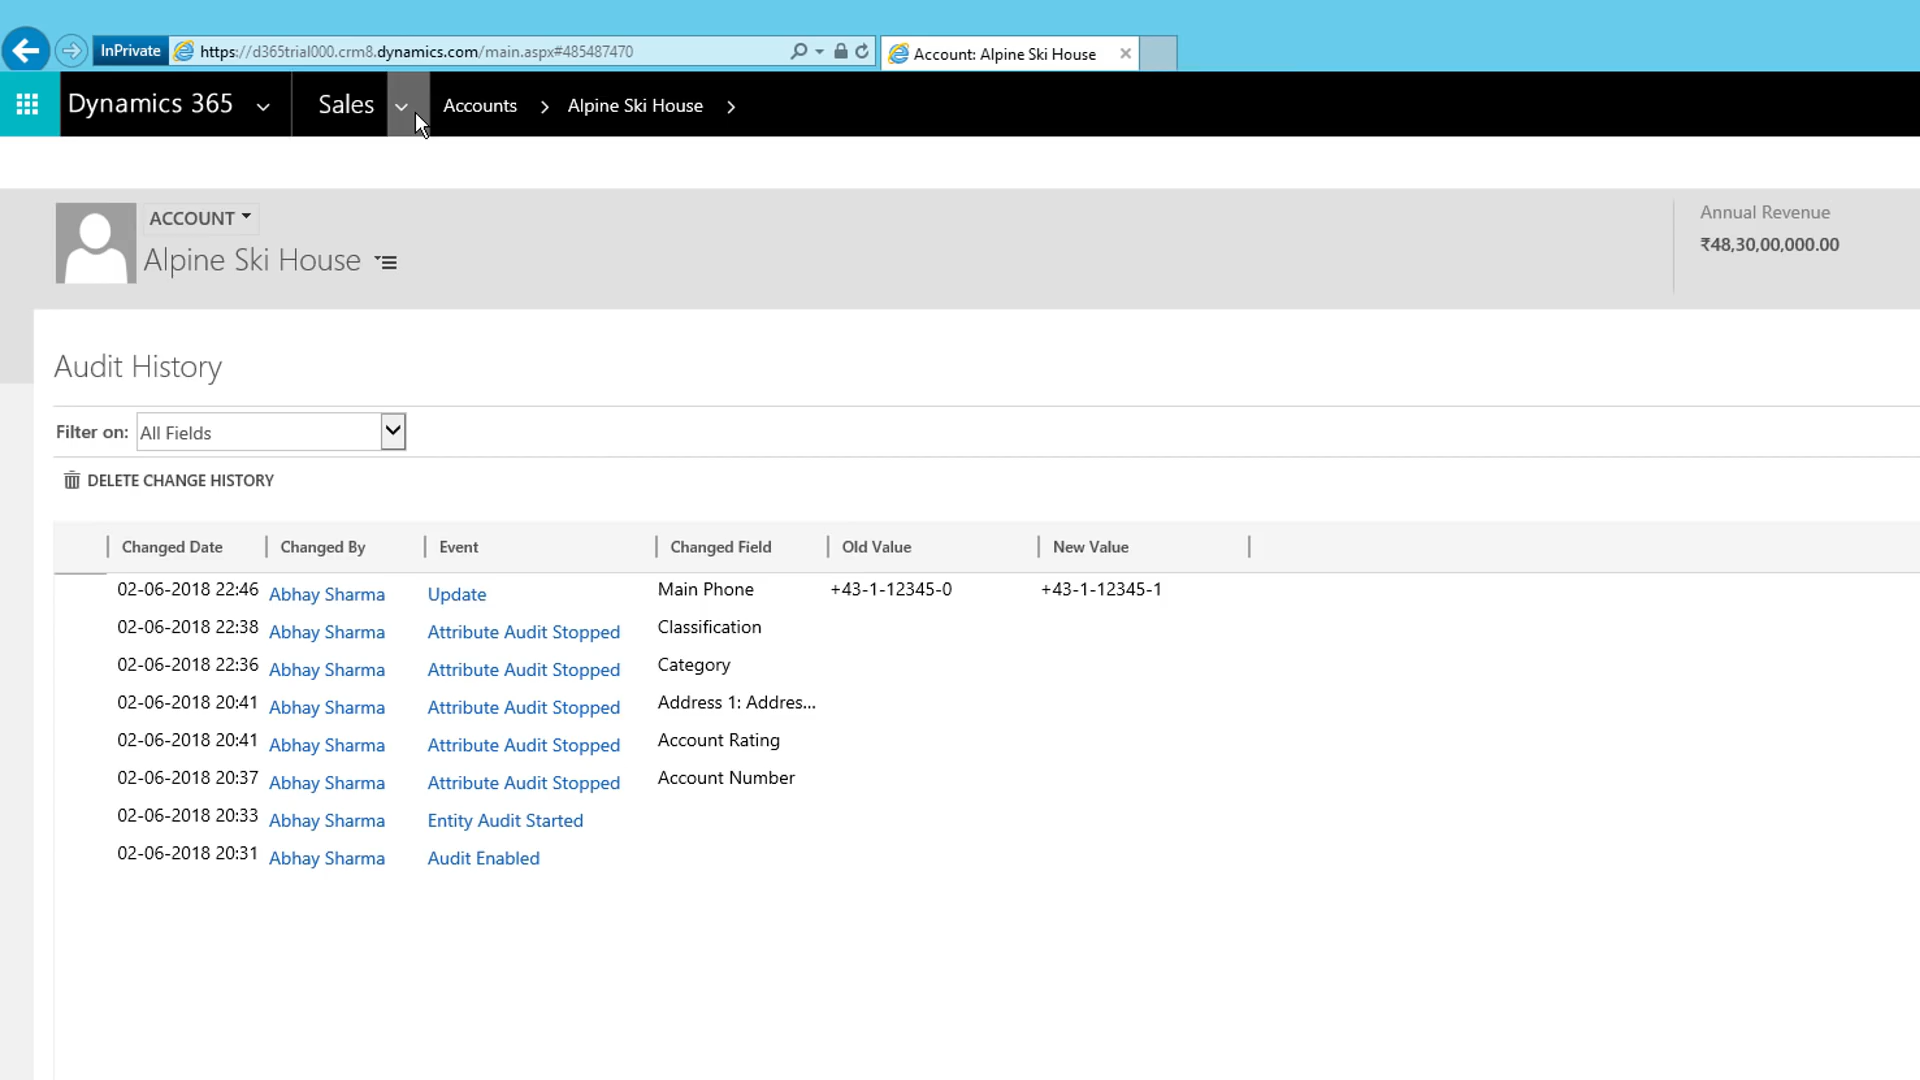 InPrivate https://d365trial000.crm8.dynamics.com/main.aspx#485487470 Account: Alpine Ski House
Dynamics 365 Sales Accounts Alpine Ski House
ACCOUNT
Alpine Ski House
Annual Revenue
₹48,30,00,000.00
Audit History
Filter on: All Fields
DELETE CHANGE HISTORY
Changed Date Changed By Event Changed Field Old Value New Value
02-06-2018 22:46 Abhay Sharma Update Main Phone +43-1-12345-0 +43-1-12345-1
02-06-2018 22:38 Abhay Sharma Attribute Audit Stopped Classification
02-06-2018 22:36 Abhay Sharma Attribute Audit Stopped Category
02-06-2018 20:41 Abhay Sharma Attribute Audit Stopped Address 1: Addres...
02-06-2018 20:41 Abhay Sharma Attribute Audit Stopped Account Rating
02-06-2018 20:37 Abhay Sharma Attribute Audit Stopped Account Number
02-06-2018 20:33 Abhay Sharma Entity Audit Started
02-06-2018 20:31 Abhay Sharma Audit Enabled